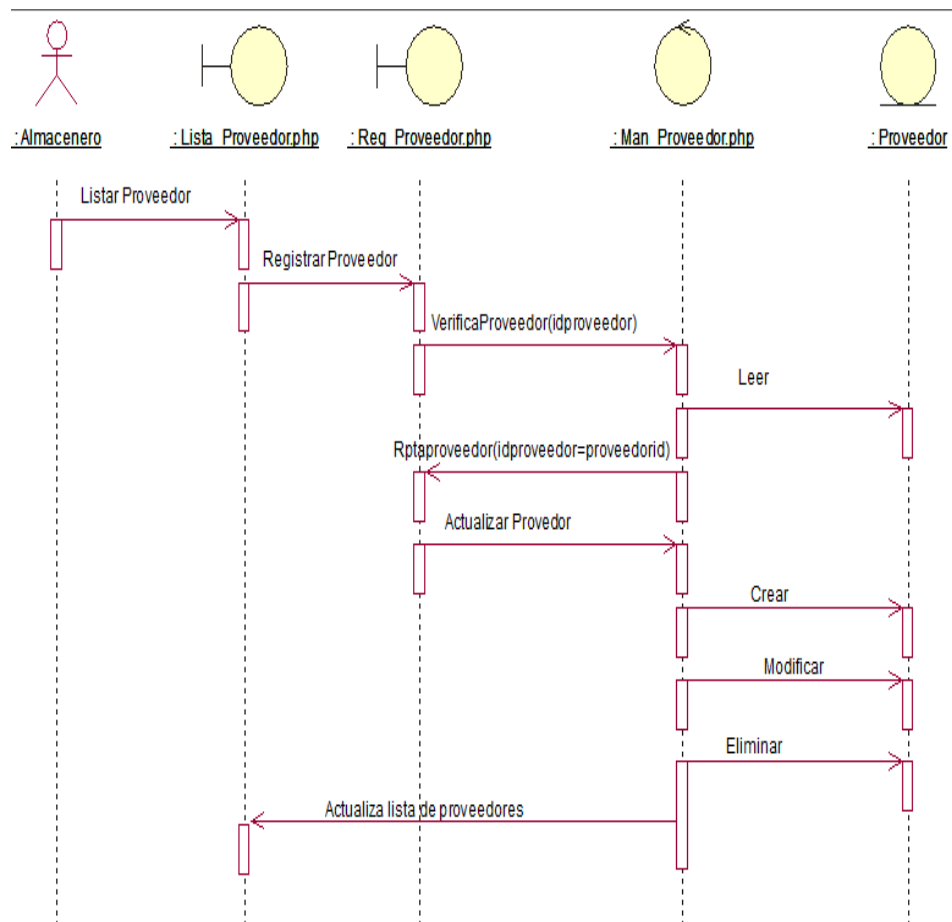 : Almacenero
: Lista_Proveedor.php
: Reg_Proveedor.php
: Man_Proveedor.php
: Proveedor
Listar Proveedor
Registrar Proveedor
VerificaProveedor(idproveedor)
Leer
Rptaproveedor(idproveedor=proveedorid)
Actualizar Provedor
Crear
Modificar
Eliminar
Actualiza lista de proveedores